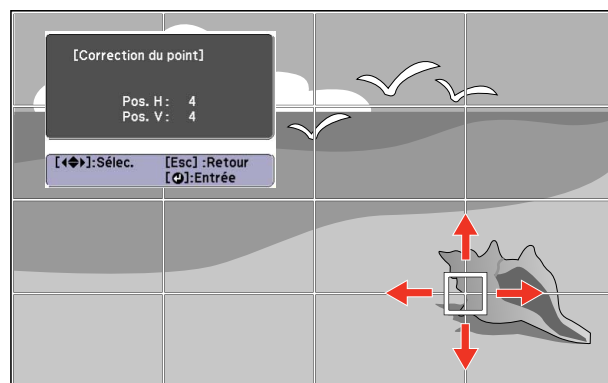 [Correction du point]
Pos. H: 4
Pos. V: 4
[◀◆▶]:Sélec. [Esc] :Retour
[↵]:Entrée